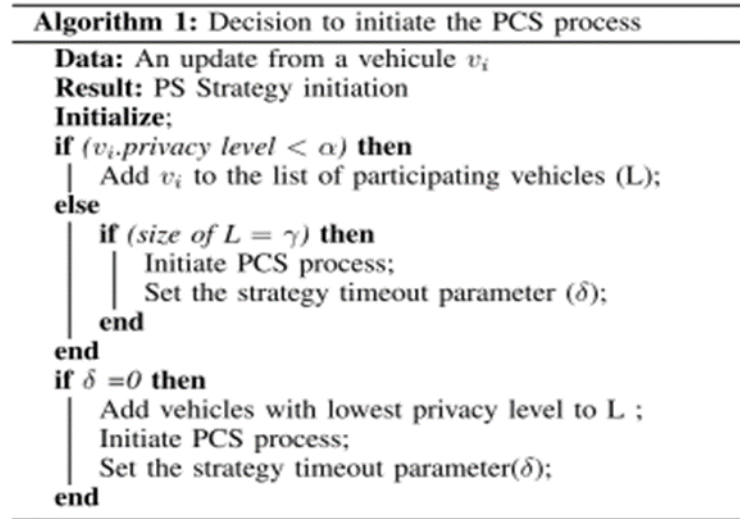 Algorithm 1: Decision to initiate the PCS process
Data: An update from a vehicule vᵢ
Result: PS Strategy initiation
Initialize;
if (vᵢ.privacy level < α) then
Add vᵢ to the list of participating vehicles (L);
else
if (size of L = γ) then
Initiate PCS process;
Set the strategy timeout parameter (δ);
end
end
if δ =0 then
Add vehicles with lowest privacy level to L ;
Initiate PCS process;
Set the strategy timeout parameter(δ);
end